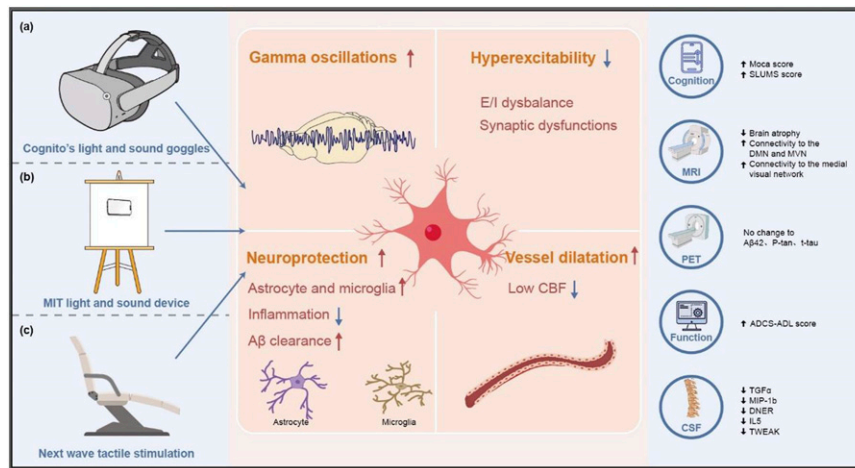 (a)
Cognito's light and sound goggles
(b)
MIT light and sound device
(c)
Next wave tactile stimulation
Gamma oscillations
Hyperexcitability
E/I dysbalance
Synaptic dysfunctions
Neuroprotection
Astrocyte and microglia
Inflammation
Aβ clearance
Astrocyte
Microglia
Vessel dilatation
Low CBF
Cognition
↑ Moca score
↑ SLUMS score
MRI
↓ Brain atrophy
↑ Connectivity to the
DMN and MVN
↑ Connectivity to the medial
visual network
PET
No change to
Aβ42、P-tan、t-tau
Function
↑ ADCS-ADL score
CSF
↓ TGFα
↓ MIP-1b
↓ DNER
↓ IL5
↓ TWEAK